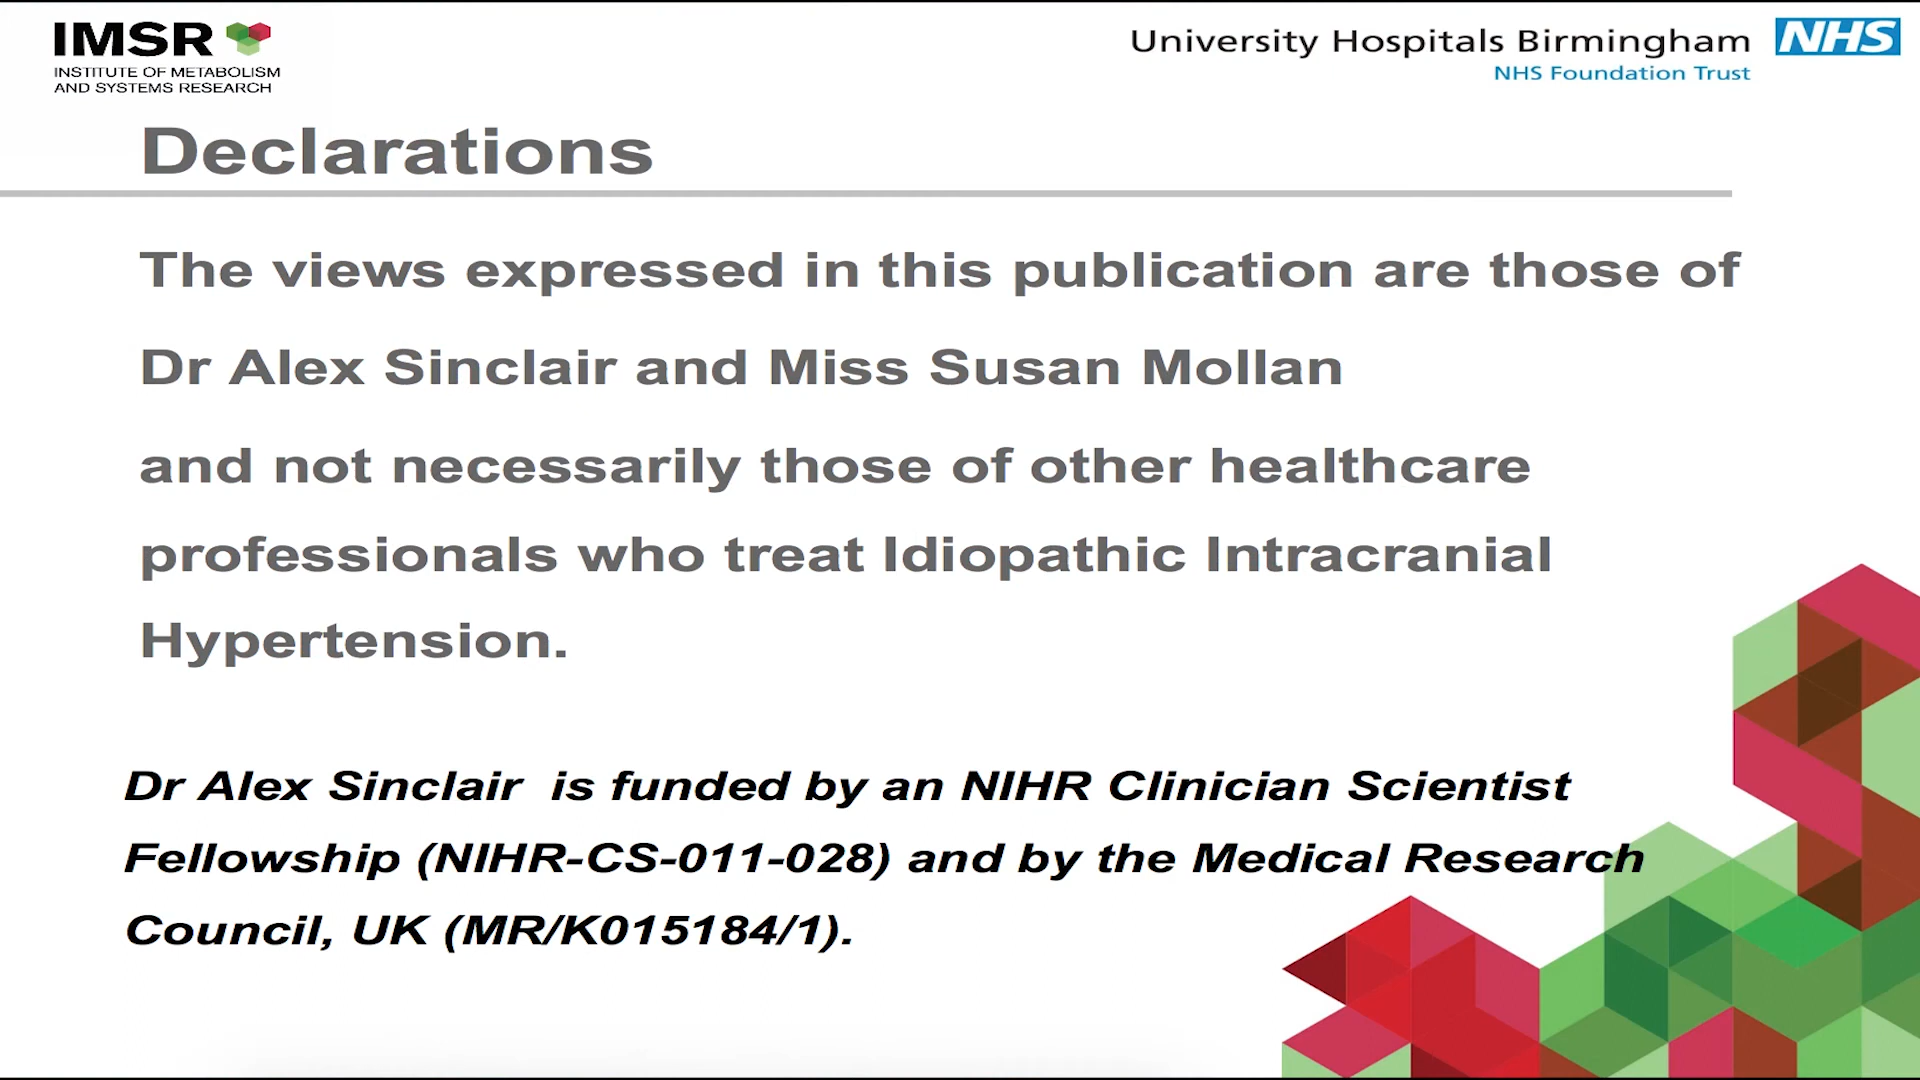 IMSR
INSTITUTE OF METABOLISM
AND SYSTEMS RESEARCH
University Hospitals Birmingham NHS
NHS Foundation Trust
Declarations
The views expressed in this publication are those of
Dr Alex Sinclair and Miss Susan Mollan
and not necessarily those of other healthcare
professionals who treat Idiopathic Intracranial
Hypertension.
Dr Alex Sinclair is funded by an NIHR Clinician Scientist
Fellowship (NIHR-CS-011-028) and by the Medical Research
Council, UK (MR/K015184/1).